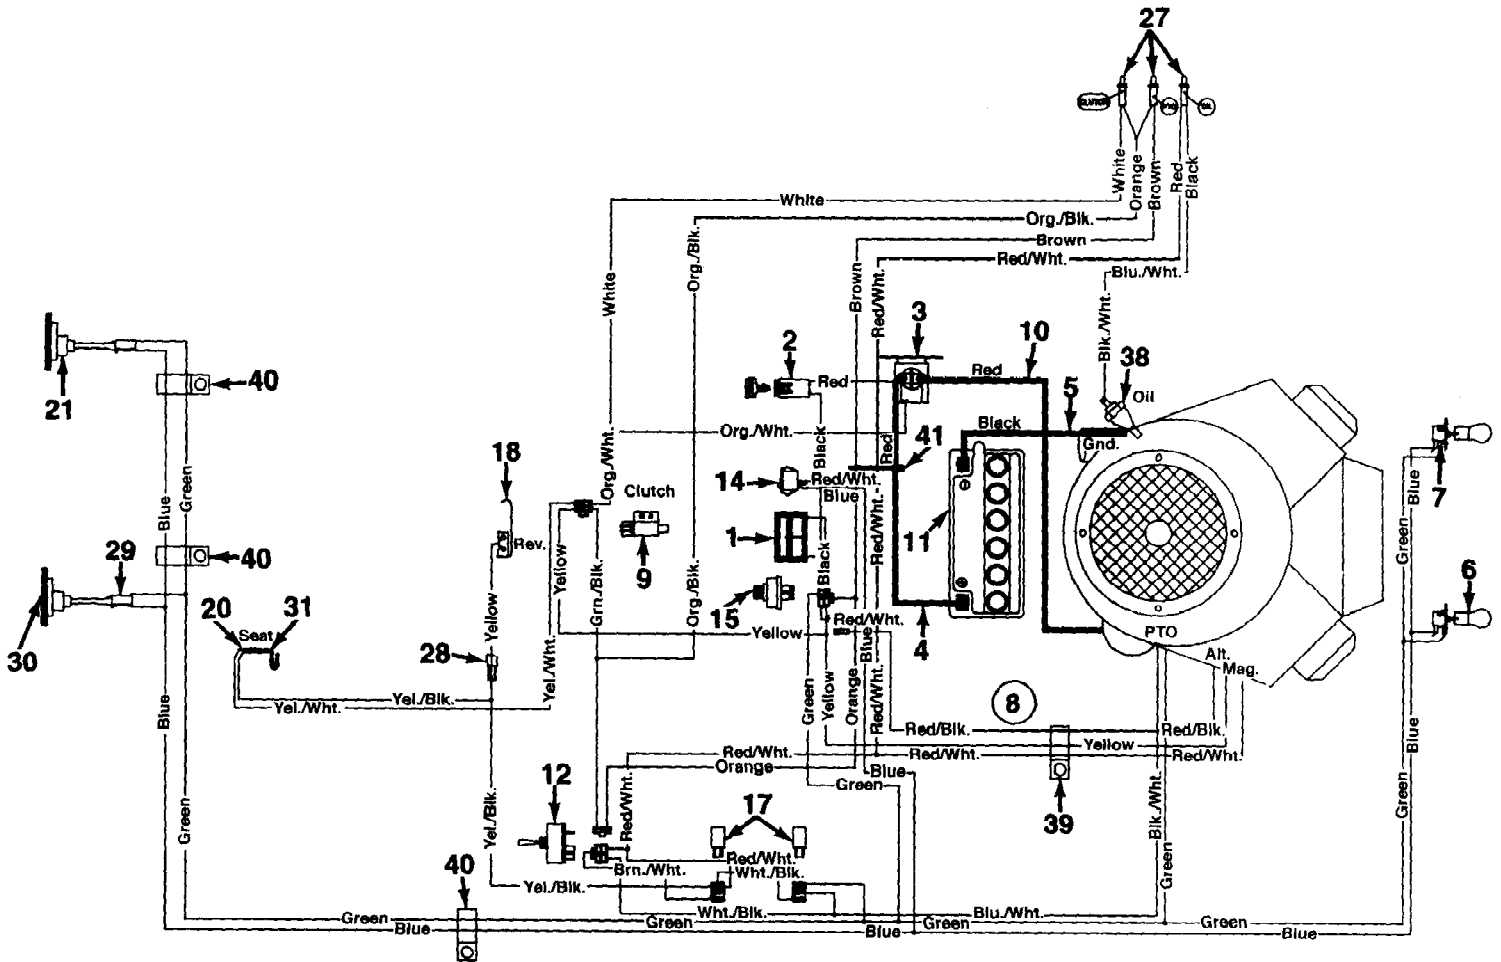 27
CLUTCH
PTO
OIL
White
Orange
Brown
Red
Black
White
Org./Blk.
Brown
Red/Wht.
Blu./Wht.
White
Org./Blk.
Brown
Red/Wht.
Blk./Wht.
3
10
2
38
Red
Red
5
Oil
40
21
Black
Gnd.
Org./Wht.
Black
Red
41
18
Org./Wht.
14
Red/Wht.
Blue
7
Blue
Green
Clutch
Blue
Green
1
11
Rev.
9
Yellow
Grn./Blk.
Org./Blk.
Black
Red/Wht.
Green
40
29
15
6
20
31
Seat
Yellow
Yellow
Red/Wht.
4
PTO
30
28
Yel./Wht.
Blue
Alt.
Mag.
Yel./Blk.
Yel./Wht.
Green
Yellow
Orange
Red/Wht.
8
Blue
Red/Blk.
Red/Blk.
Yellow
Blue
Red/Wht.
Red/Wht.
Red/Wht.
Orange
Blue
Green
12
17
39
Green
Yel./Blk.
Red/Wht.
Blk./Wht.
Green
40
Red/Wht.
Brn./Wht.
Wht./Blk.
Green
Yel./Blk.
Wht./Blk.
Blu./Wht.
Green
Green
Green
Green
Blue
Blue
Blue